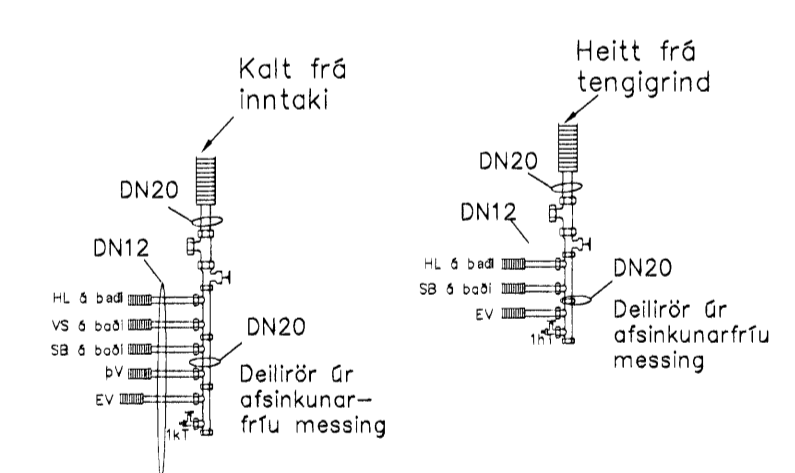 Kalt frá
inntaki
DN20
DN12
HL á baði
VS á baði
SB á baði
ÞV
EV
1kT
DN20
Deilirör úr
afsinkunar-
fríu messing
Heitt frá
tengigrind
DN20
DN12
HL á baði
SB á baði
EV
1hT
DN20
Deilirör úr
afsinkunarfríu
messing